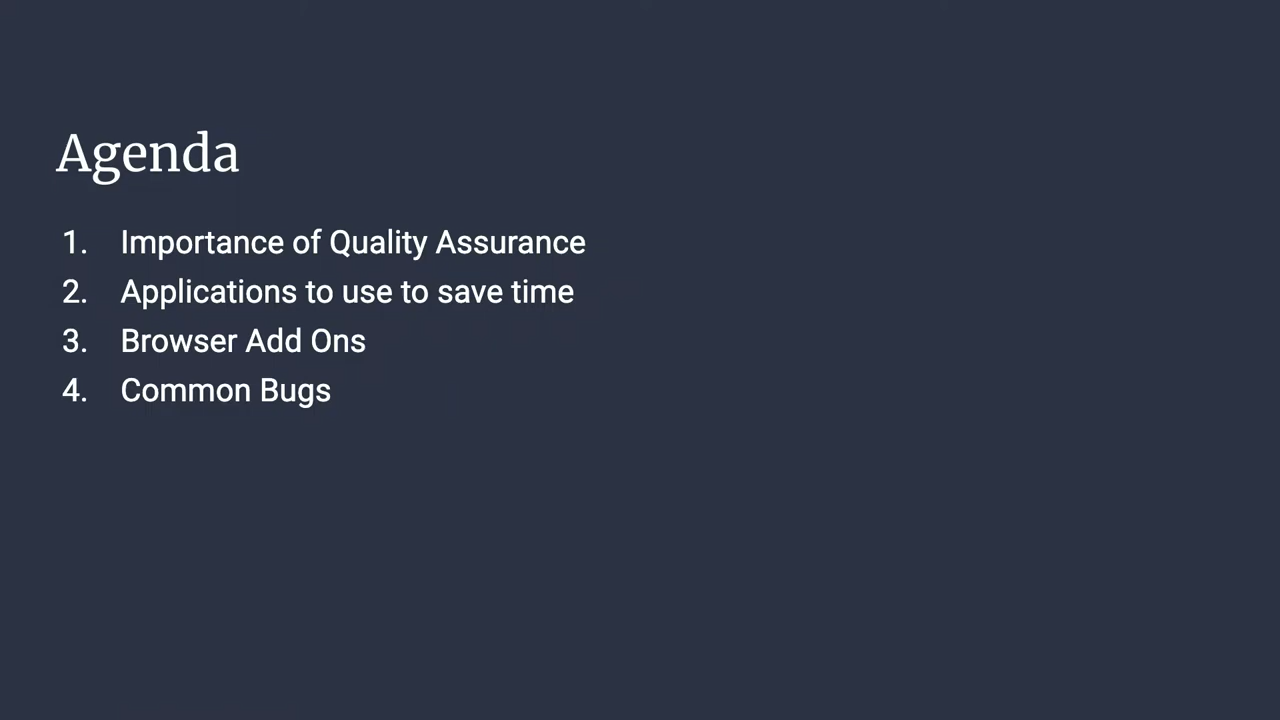 Agenda
1. Importance of Quality Assurance
2. Applications to use to save time
3. Browser Add Ons
4. Common Bugs